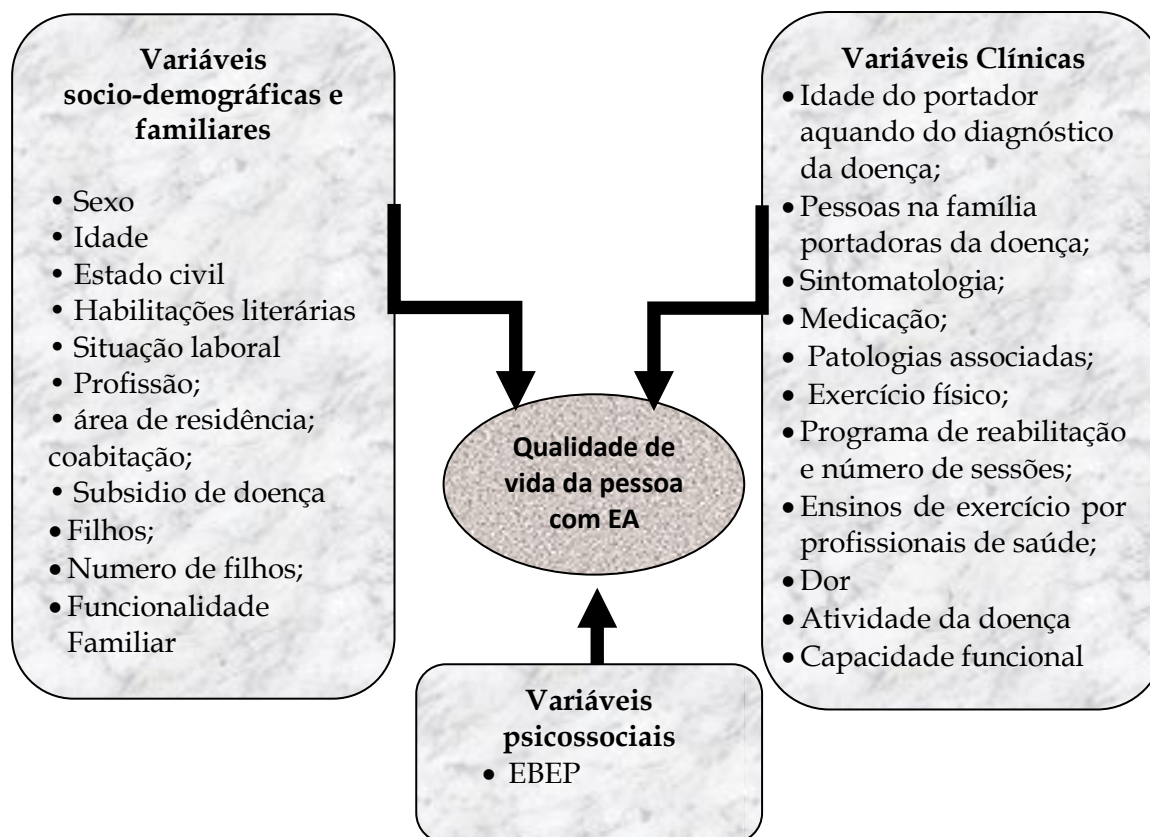 Variáveis
socio-demográficas e
familiares
• Sexo
• Idade
• Estado civil
• Habilitações literárias
• Situação laboral
• Profissão;
• área de residência;
coabitação;
• Subsidio de doença
• Filhos;
• Numero de filhos;
• Funcionalidade
Familiar
Variáveis Clínicas
• Idade do portador
aquando do diagnóstico
da doença;
• Pessoas na família
portadoras da doença;
• Sintomatologia;
• Medicação;
• Patologias associadas;
• Exercício físico;
• Programa de reabilitação
e número de sessões;
• Ensinos de exercício por
profissionais de saúde;
• Dor
• Atividade da doença
• Capacidade funcional
Qualidade de
vida da pessoa
com EA
Variáveis
psicossociais
• EBEP